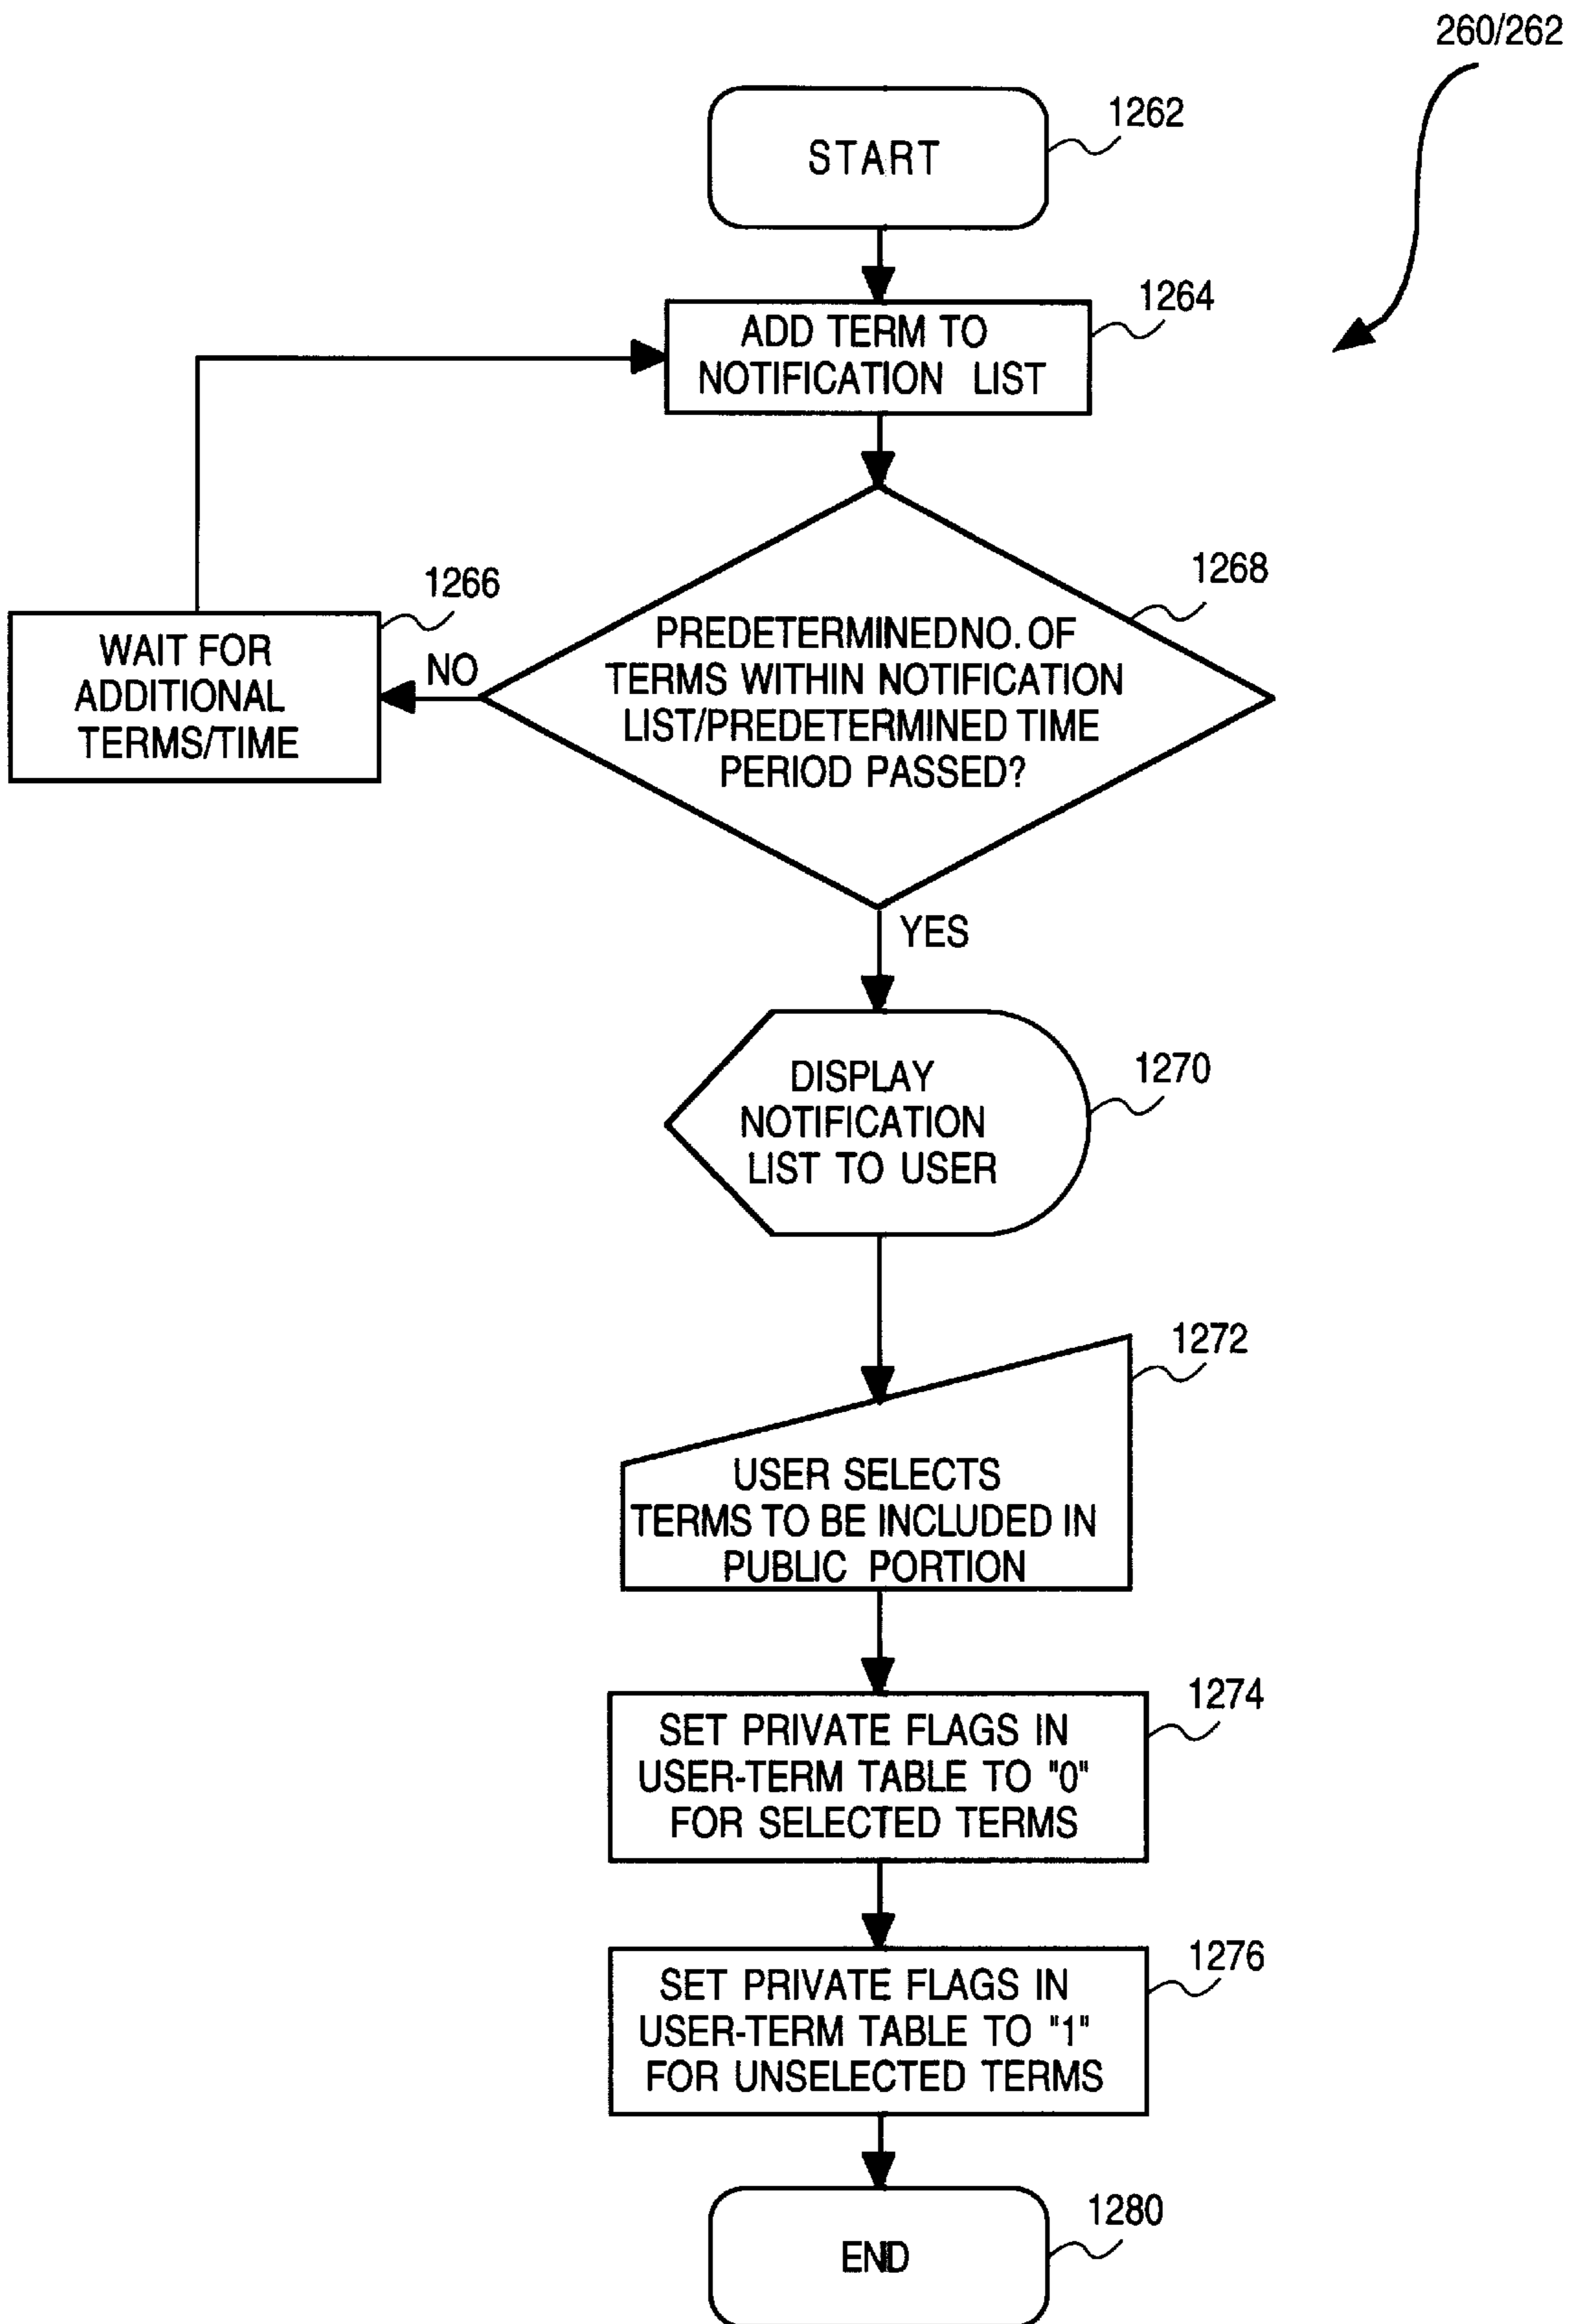 260/262
START
1262
ADD TERM TO
NOTIFICATION LIST
1264
PREDETERMINED NO. OF
TERMS WITHIN NOTIFICATION
LIST/PREDETERMINED TIME
PERIOD PASSED?
1268
NO
WAIT FOR
ADDITIONAL
TERMS/TIME
1266
YES
DISPLAY
NOTIFICATION
LIST TO USER
1270
USER SELECTS
TERMS TO BE INCLUDED IN
PUBLIC PORTION
1272
SET PRIVATE FLAGS IN
USER-TERM TABLE TO "0"
FOR SELECTED TERMS
1274
SET PRIVATE FLAGS IN
USER-TERM TABLE TO "1"
FOR UNSELECTED TERMS
1276
END
1280